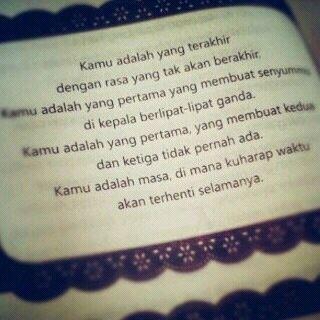 Kamu adalah yang terakhir
dengan rasa yang tak akan berakhir.
Kamu adalah yang pertama yang membuat senyummu
di kepala berlipat-lipat ganda.
Kamu adalah yang pertama, yang membuat kedua
dan ketiga tidak pernah ada.
Kamu adalah masa, di mana kuharap waktu
akan terhenti selamanya.